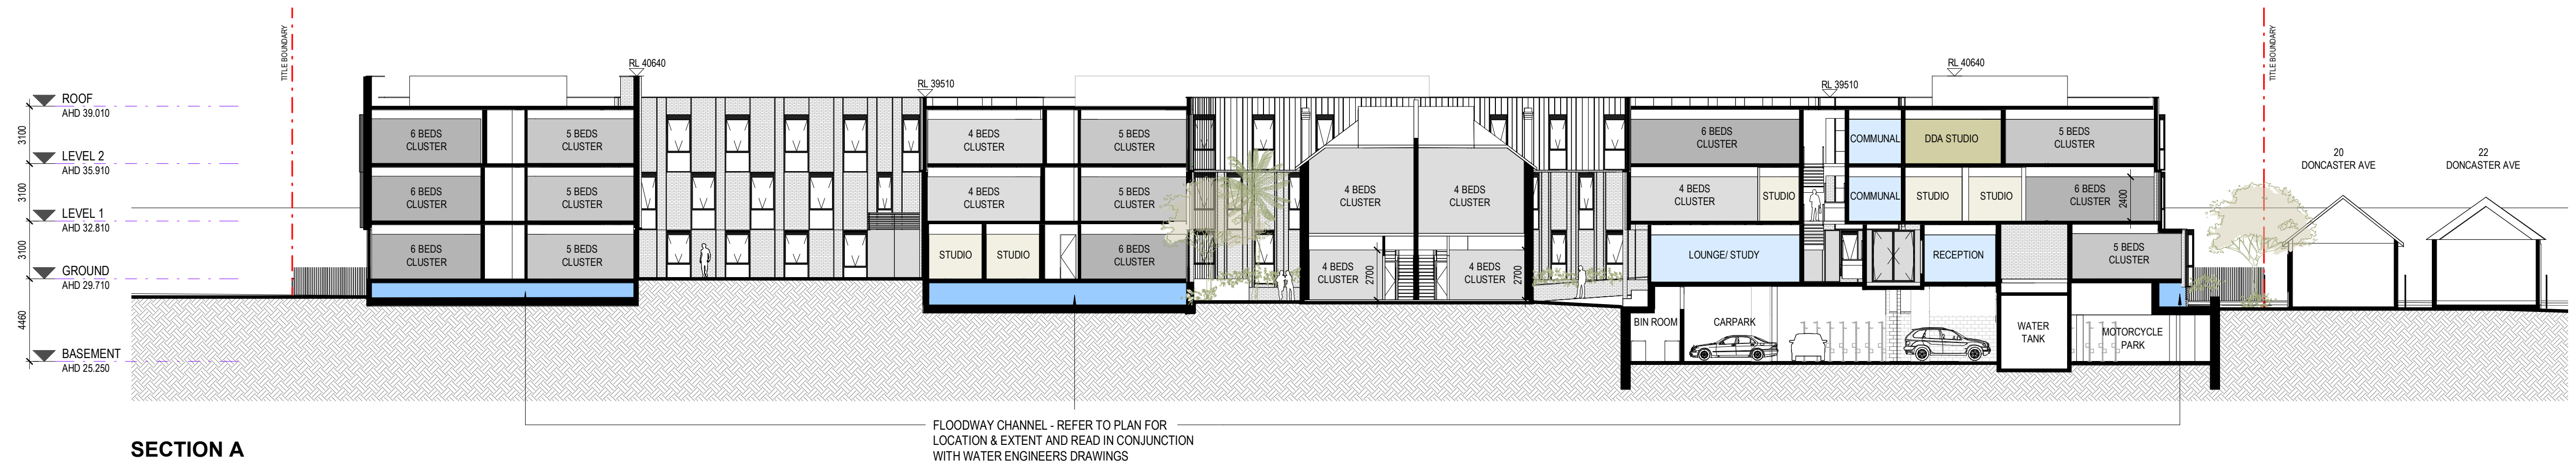 TITLE BOUNDARY
TITLE BOUNDARY
RL 40640
RL 39510
RL 39510
RL 40640
ROOF
AHD 39.010
3100
LEVEL 2
AHD 35.910
3100
LEVEL 1
AHD 32.810
3100
GROUND
AHD 29.710
4460
BASEMENT
AHD 25.250
6 BEDS
CLUSTER
5 BEDS
CLUSTER
4 BEDS
CLUSTER
5 BEDS
CLUSTER
6 BEDS
CLUSTER
COMMUNAL
DDA STUDIO
5 BEDS
CLUSTER
6 BEDS
CLUSTER
5 BEDS
CLUSTER
4 BEDS
CLUSTER
5 BEDS
CLUSTER
4 BEDS
CLUSTER
4 BEDS
CLUSTER
4 BEDS
CLUSTER
STUDIO
COMMUNAL
STUDIO
STUDIO
6 BEDS
CLUSTER
2400
6 BEDS
CLUSTER
5 BEDS
CLUSTER
STUDIO
STUDIO
6 BEDS
CLUSTER
4 BEDS
CLUSTER
2700
4 BEDS
CLUSTER
2700
LOUNGE/ STUDY
RECEPTION
5 BEDS
CLUSTER
20
DONCASTER AVE
22
DONCASTER AVE
BIN ROOM
CARPARK
WATER
TANK
MOTORCYCLE
PARK
FLOODWAY CHANNEL - REFER TO PLAN FOR
LOCATION & EXTENT AND READ IN CONJUNCTION
WITH WATER ENGINEERS DRAWINGS
SECTION A